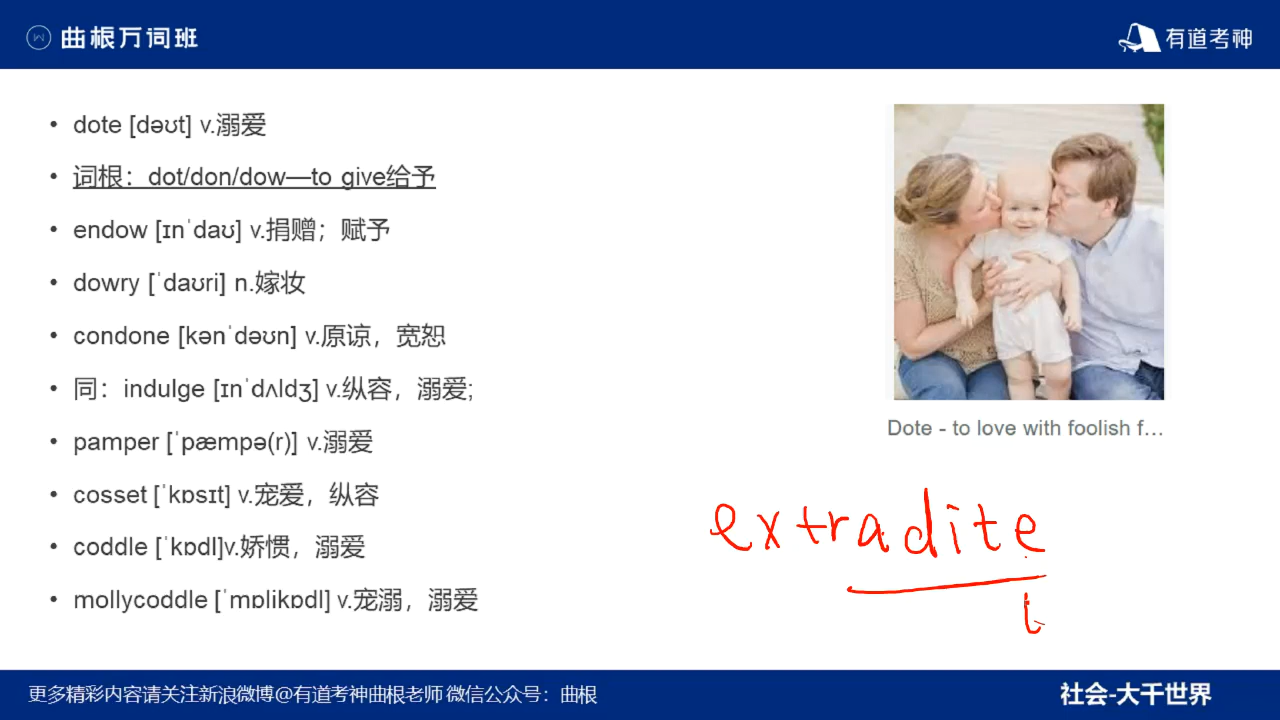 曲根万词班
有道考神
• dote [dəʊt] v.溺爱
• 词根：dot/don/dow—to give给予
• endow [ɪnˈdaʊ] v.捐赠；赋予
• dowry [ˈdaʊri] n.嫁妆
• condone [kənˈdəʊn] v.原谅，宽恕
• 同：indulge [ɪnˈdʌldʒ] v.纵容，溺爱;
• pamper [ˈpæmpə(r)] v.溺爱
• cosset [ˈkɒsɪt] v.宠爱，纵容
• coddle [ˈkɒdl]v.娇惯，溺爱
• mollycoddle [ˈmɒlikɒdl] v.宠溺，溺爱
Dote - to love with foolish f…
extradite
t
更多精彩内容请关注新浪微博@有道考神曲根老师 微信公众号：曲根
社会-大千世界